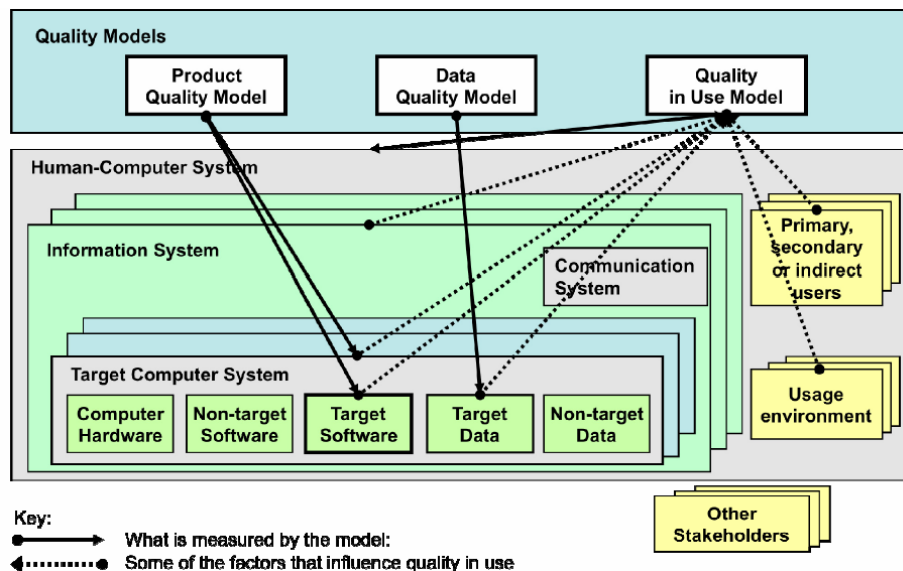 Quality Models
Product
Quality Model
Data
Quality Model
Quality
in Use Model
Human-Computer System
Information System
Communication
System
Primary,
secondary
or indirect
users
Target Computer System
Computer
Hardware
Non-target
Software
Target
Software
Target
Data
Non-target
Data
Usage
environment
Other
Stakeholders
Key:
What is measured by the model:
Some of the factors that influence quality in use